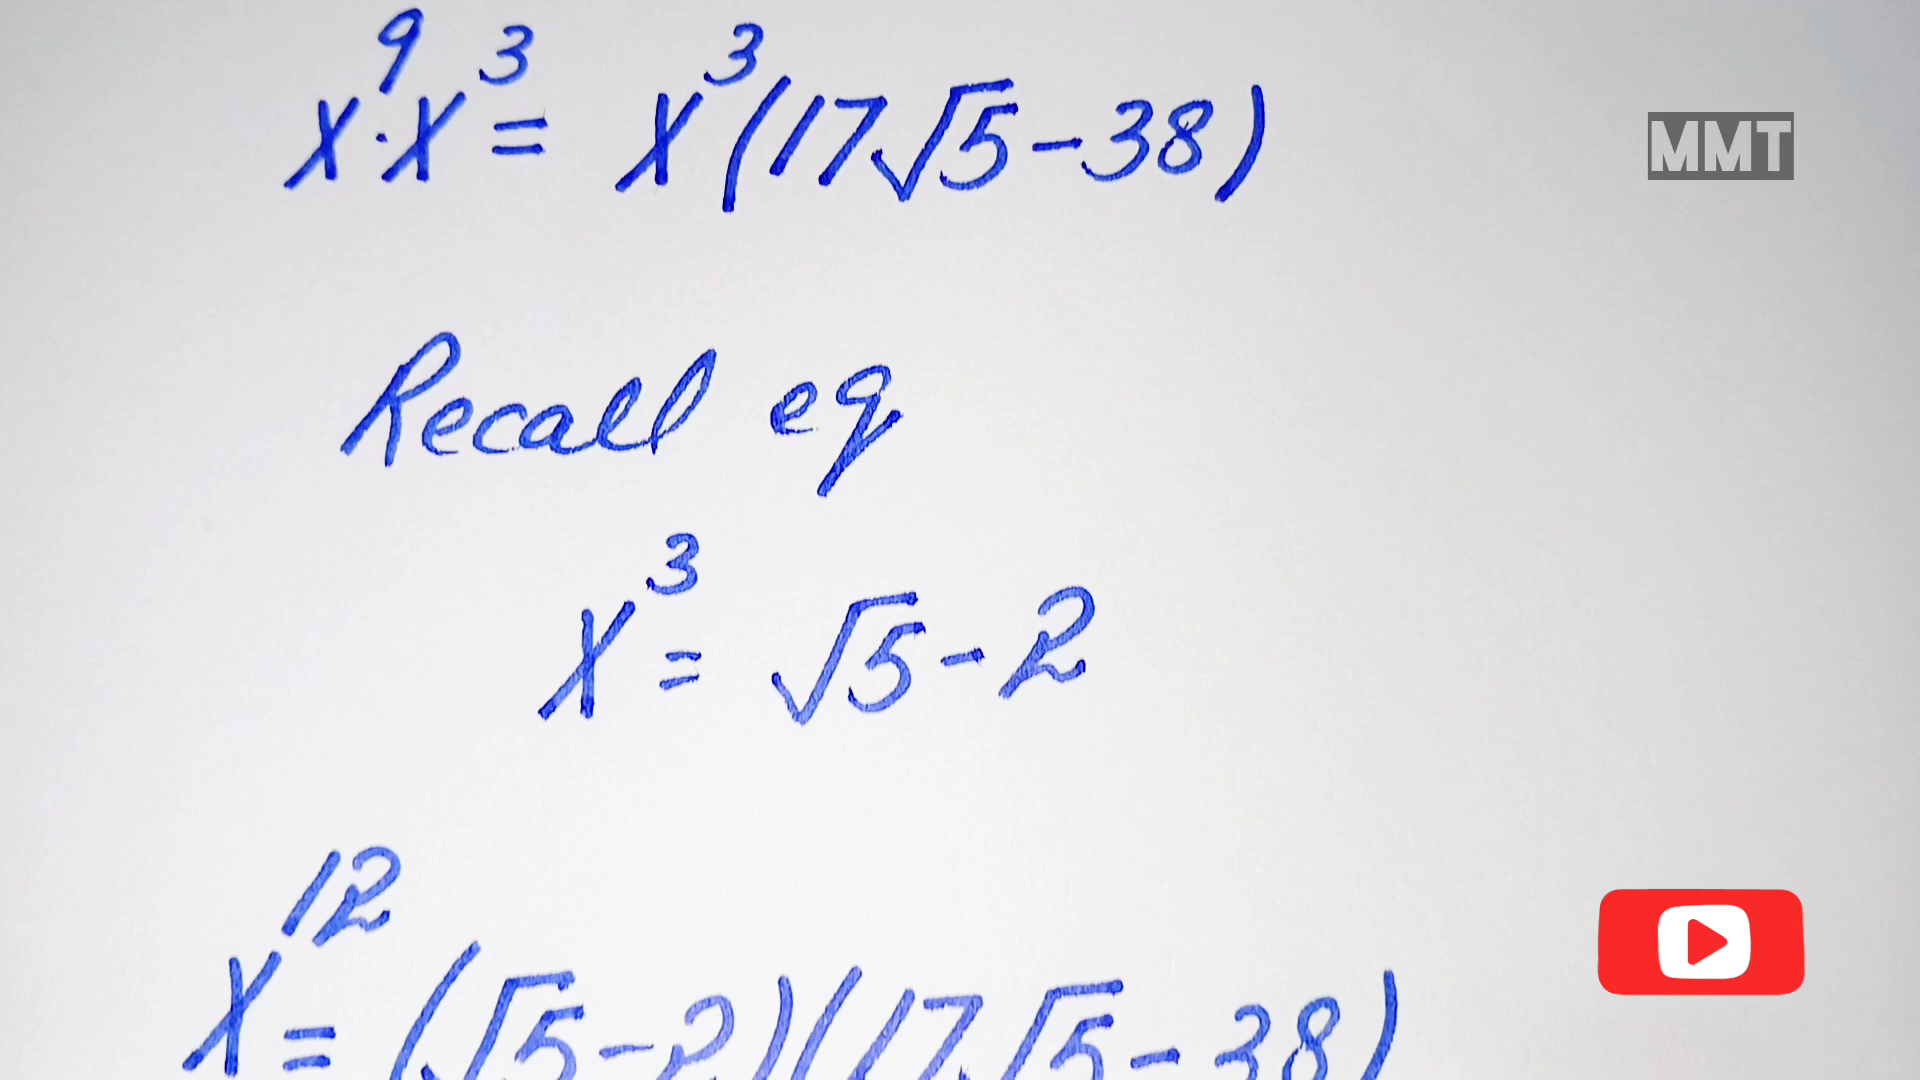 x⁹·x³ = x³(17√5-38)
MMT
Recall eq
x³ = √5-2
x¹² = (√5-2)(17√5-38)